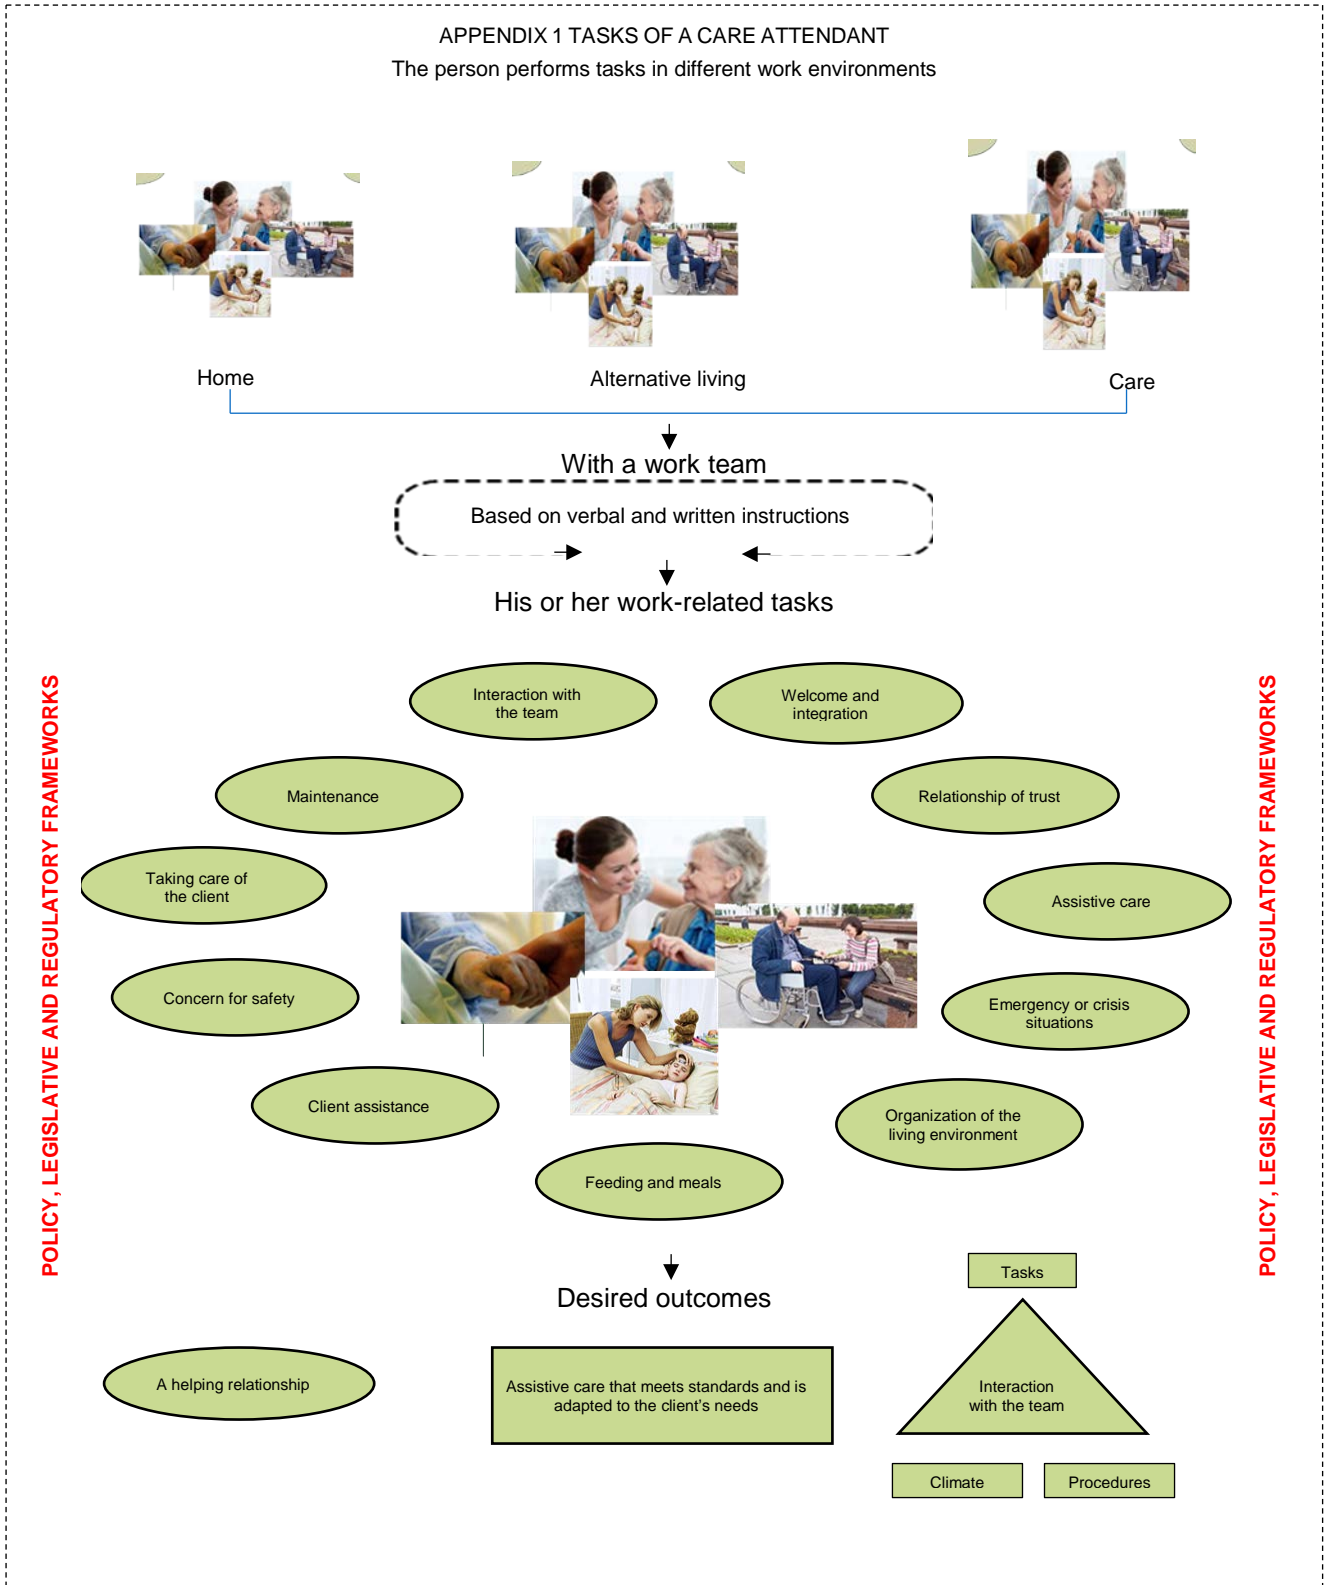 APPENDIX 1 TASKS OF A CARE ATTENDANT
The person performs tasks in different work environments
Home
Alternative living
Care
With a work team
Based on verbal and written instructions
His or her work-related tasks
POLICY, LEGISLATIVE AND REGULATORY FRAMEWORKS
POLICY, LEGISLATIVE AND REGULATORY FRAMEWORKS
Interaction with
the team
Welcome and
integration
Maintenance
Relationship of trust
Taking care of
the client
Assistive care
Concern for safety
Emergency or crisis
situations
Client assistance
Organization of the
living environment
Feeding and meals
Desired outcomes
Tasks
A helping relationship
Assistive care that meets standards and is
adapted to the client's needs
Interaction
with the team
Climate
Procedures